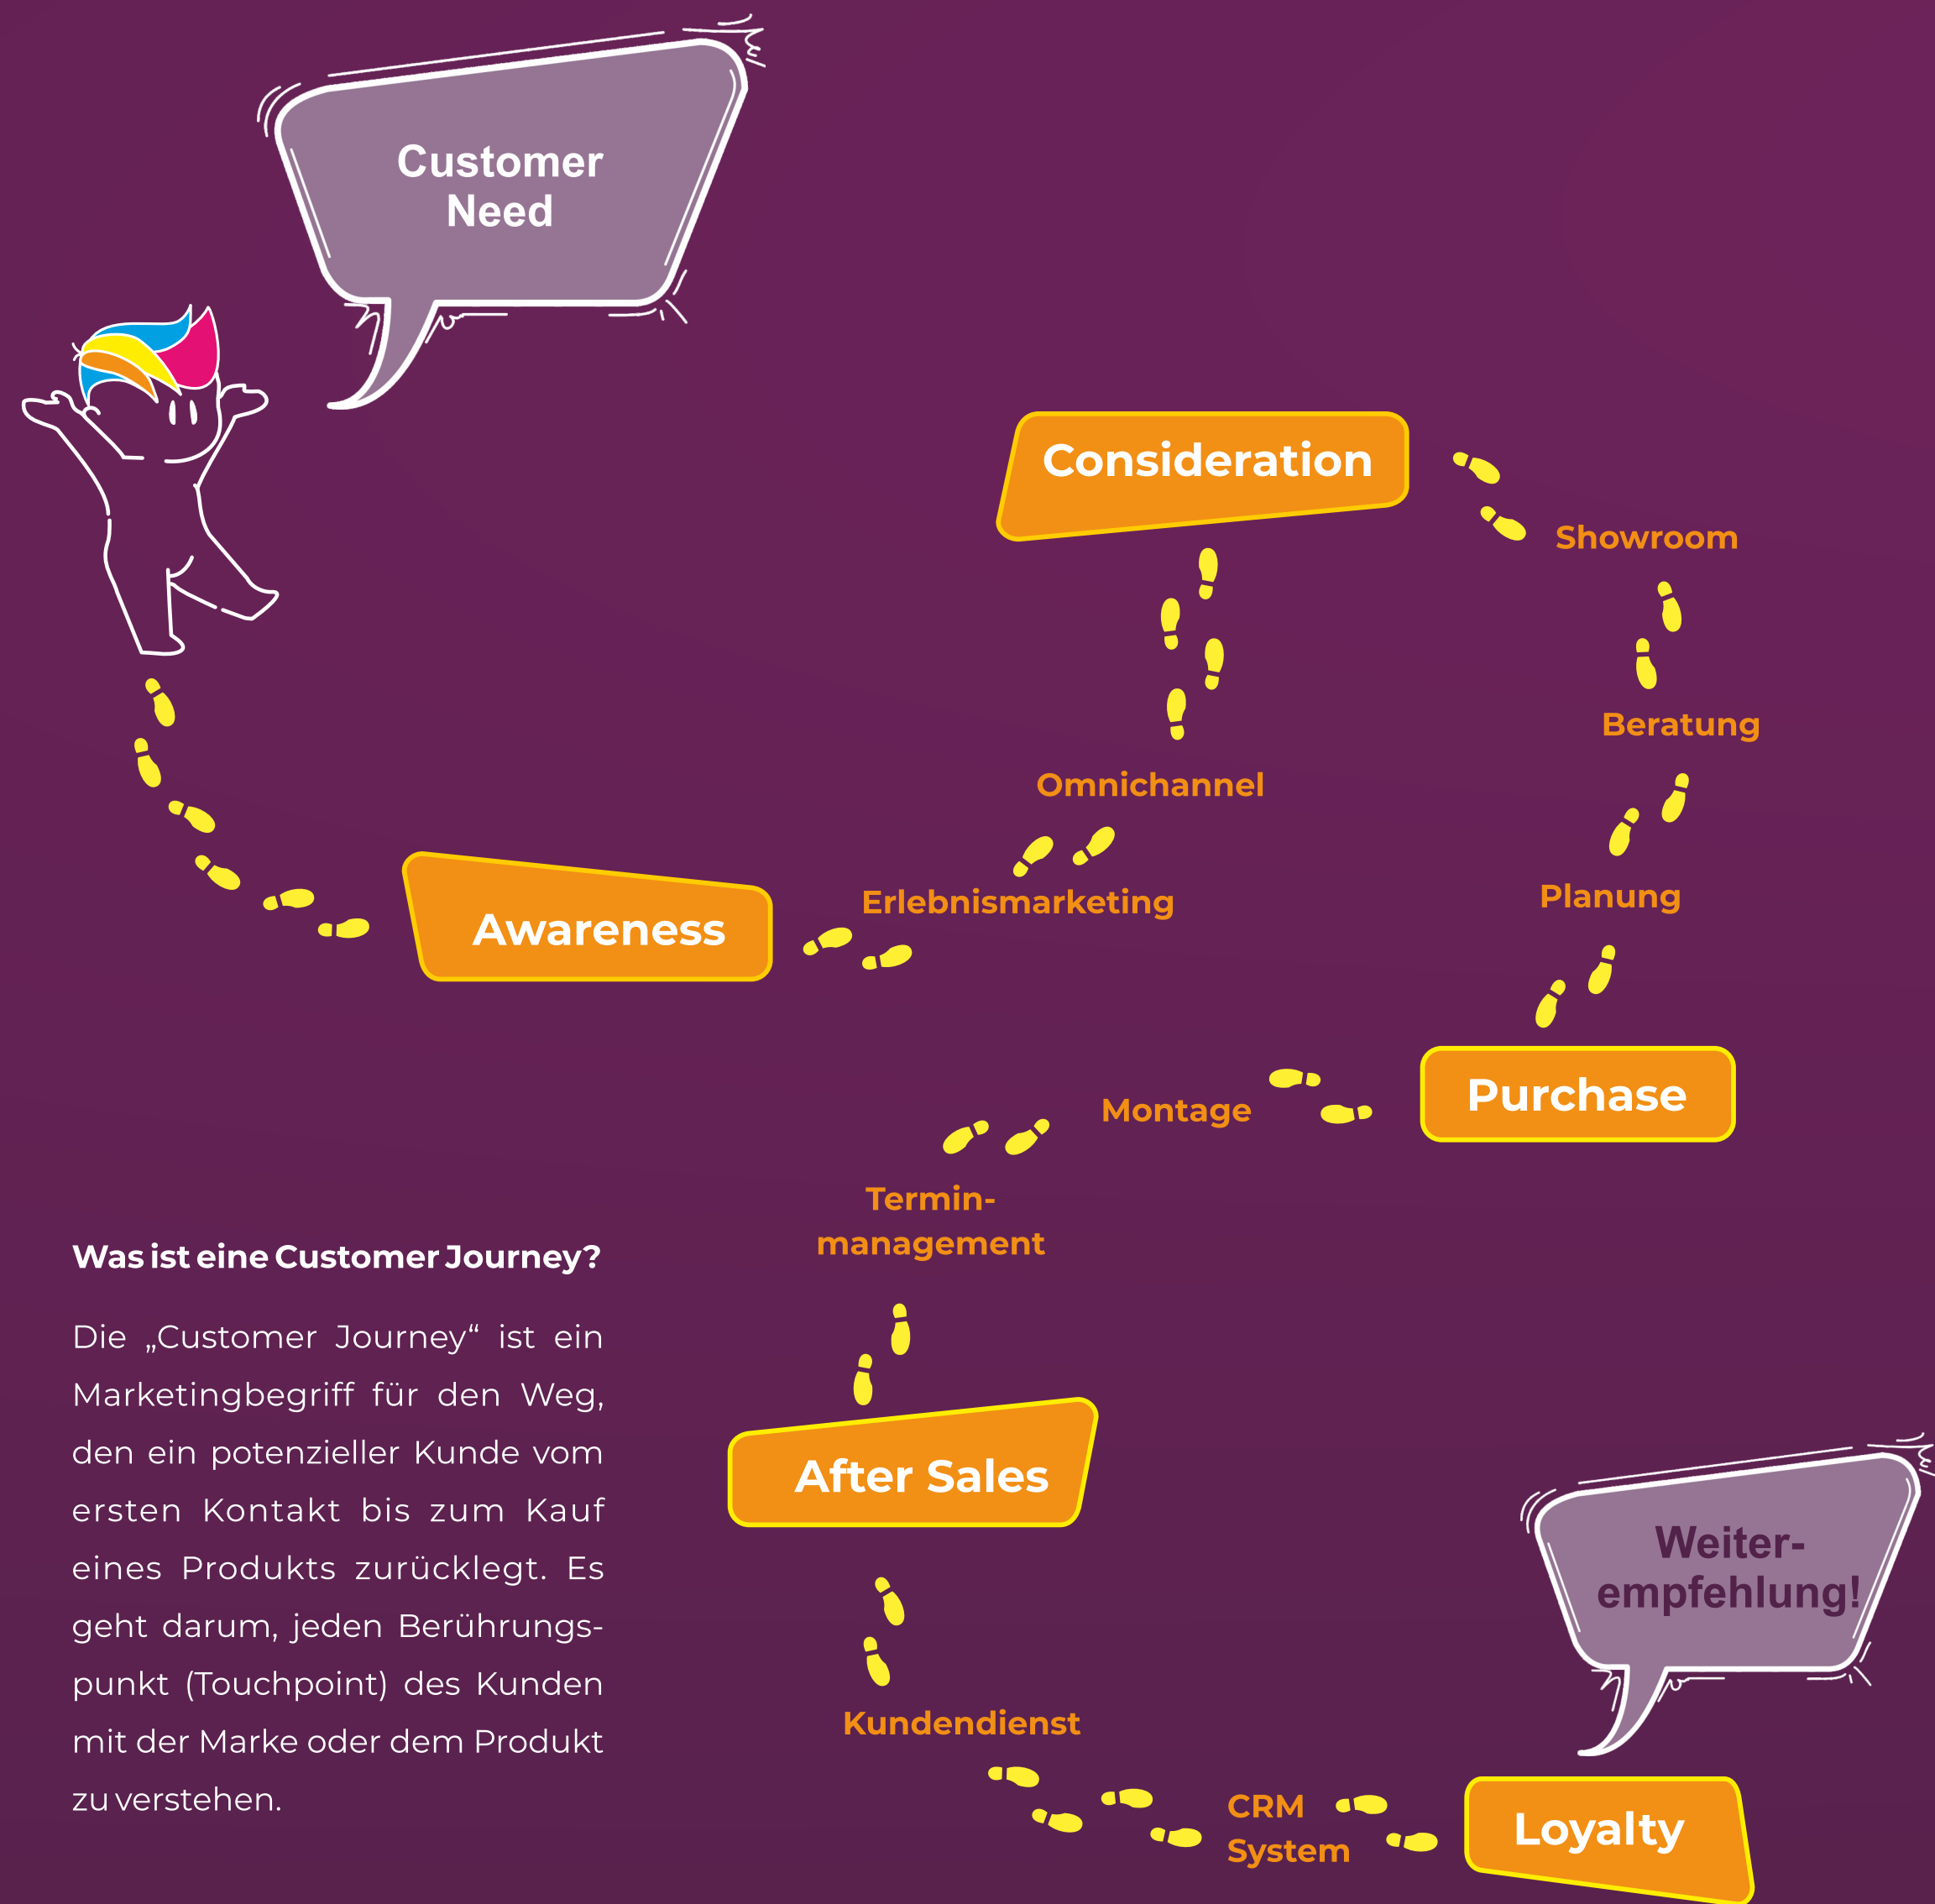 Customer
Need
Consideration
Showroom
Beratung
Omnichannel
Erlebnismarketing
Planung
Awareness
Purchase
Montage
Termin-
management
Was ist eine Customer Journey?
Die „Customer Journey“ ist ein
Marketingbegriff für den Weg,
den ein potenzieller Kunde vom
ersten Kontakt bis zum Kauf
eines Produkts zurücklegt. Es
geht darum, jeden Berührungs-
punkt (Touchpoint) des Kunden
mit der Marke oder dem Produkt
zu verstehen.
After Sales
Weiter-
empfehlung!
Kundendienst
CRM
System
Loyalty